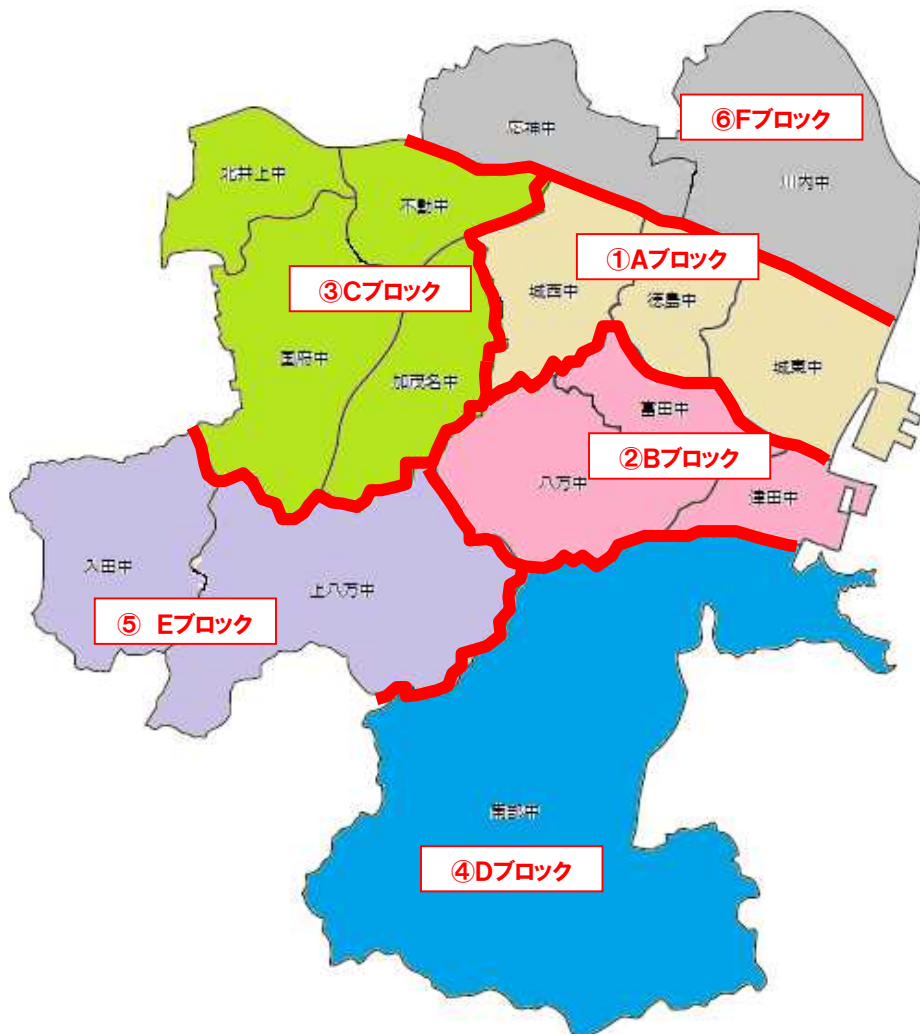 応神中
⑥Fブロック
川内中
北井上中
不動中
①Aブロック
③Cブロック
城西中
徳島中
国府中
加茂名中
城東中
富田中
②Bブロック
八万中
津田中
入田中
上八万中
⑤ Eブロック
南部中
④Dブロック